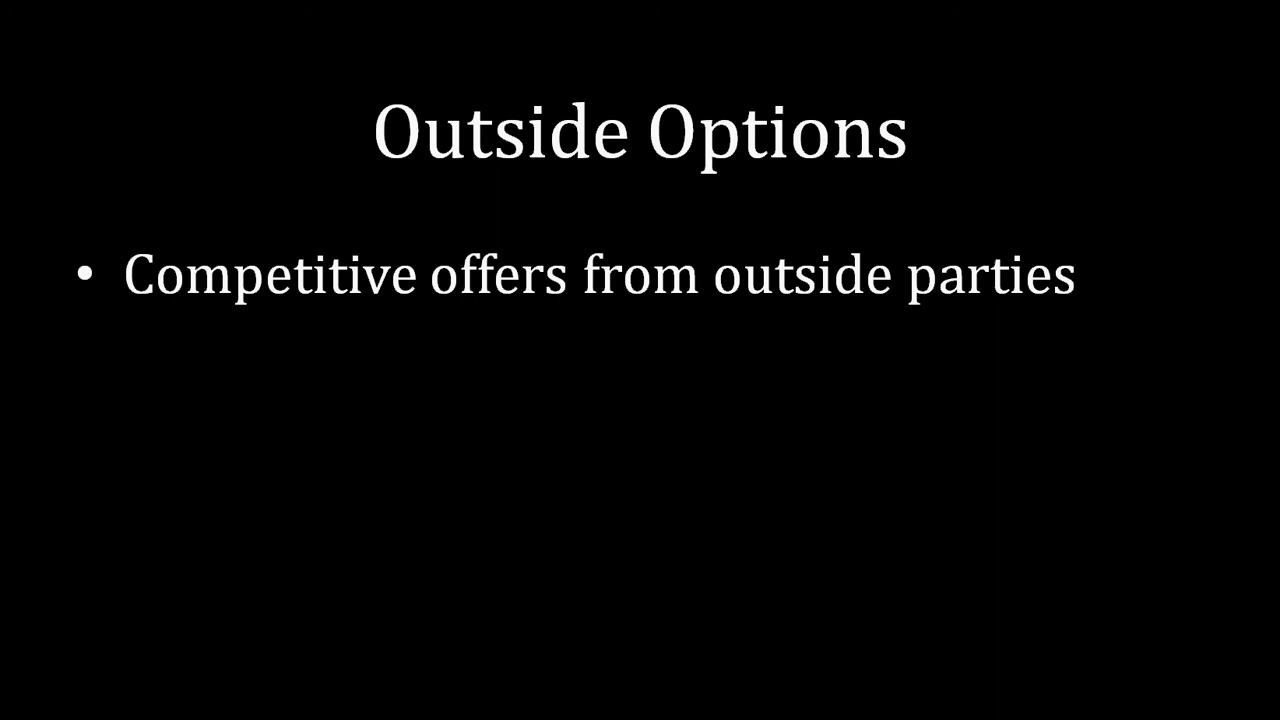 Outside Options
• Competitive offers from outside parties